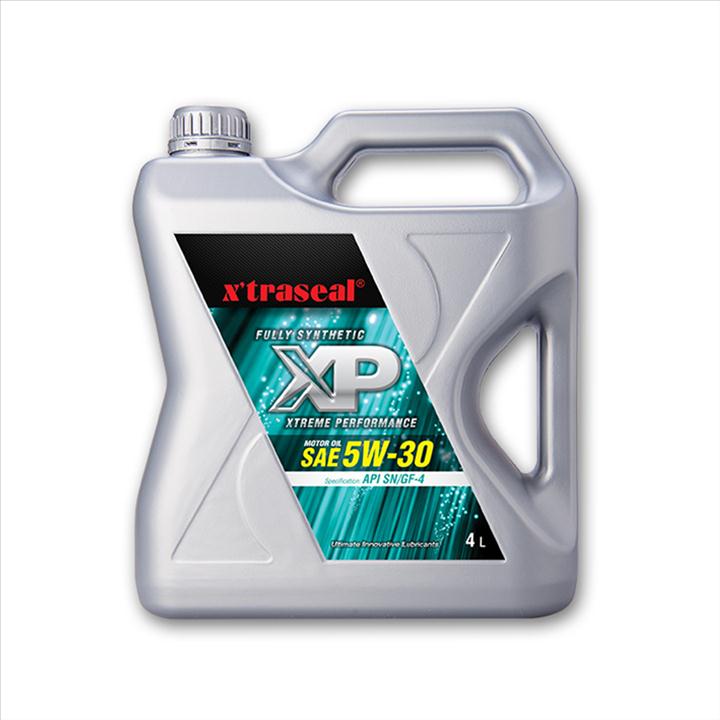 x'traseal®
FULLY SYNTHETIC
XP
XTREME PERFORMANCE
MOTOR OIL
SAE 5W-30
Specification: API SN/GF-4
Ultimate Innovative Lubricants
4 L